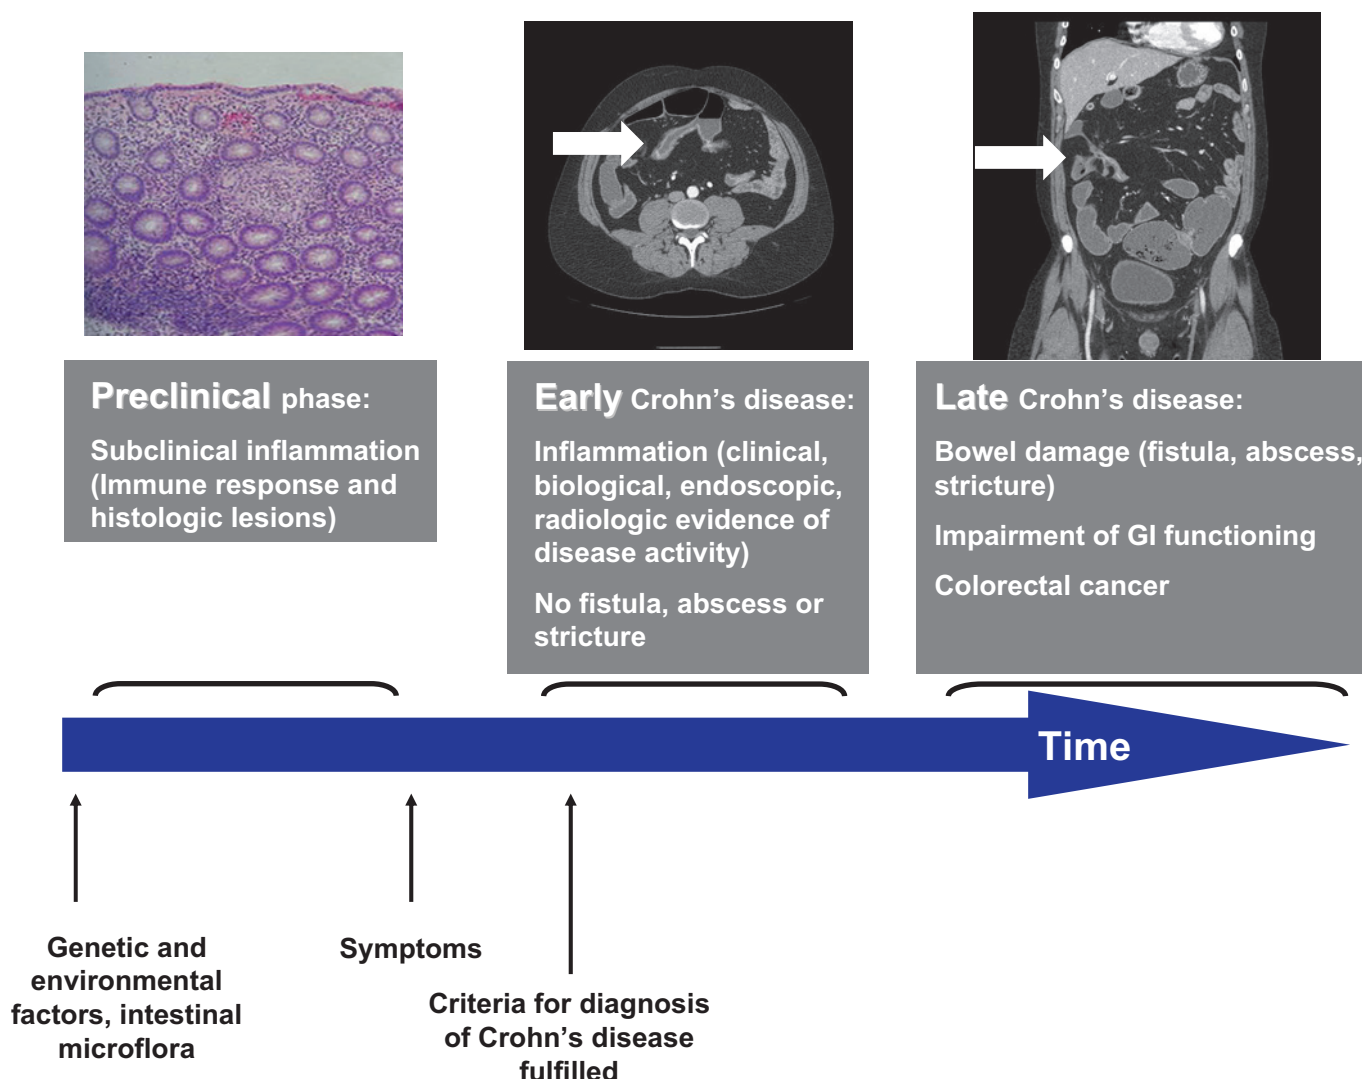 Preclinical phase:
Subclinical inflammation
(Immune response and
histologic lesions)
Early Crohn’s disease:
Inflammation (clinical,
biological, endoscopic,
radiologic evidence of
disease activity)
No fistula, abscess or
stricture
Late Crohn’s disease:
Bowel damage (fistula, abscess,
stricture)
Impairment of GI functioning
Colorectal cancer
Time
Genetic and
environmental
factors, intestinal
microflora
Symptoms
Criteria for diagnosis
of Crohn’s disease
fulfilled